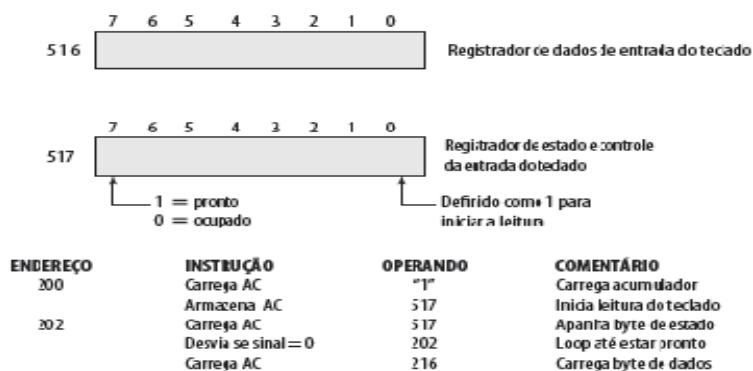 7 6 5 4 3 2 1 0
516 Registrador de dados de entrada do teclado
7 6 5 4 3 2 1 0
517 Registrador de estado e controle
da entrada do teclado
1 = pronto
0 = ocupado
Definido como 1 para
iniciar a leitura
ENDEREÇO INSTRUÇÃO OPERANDO COMENTÁRIO
200 Carrega AC "1" Carrega acumulador
Armazena AC 517 Inicia leitura do teclado
202 Carrega AC 517 Apanha byte de estado
Desvia se sinal = 0 202 Loop até estar pronto
Carrega AC 216 Carrega byte de dados